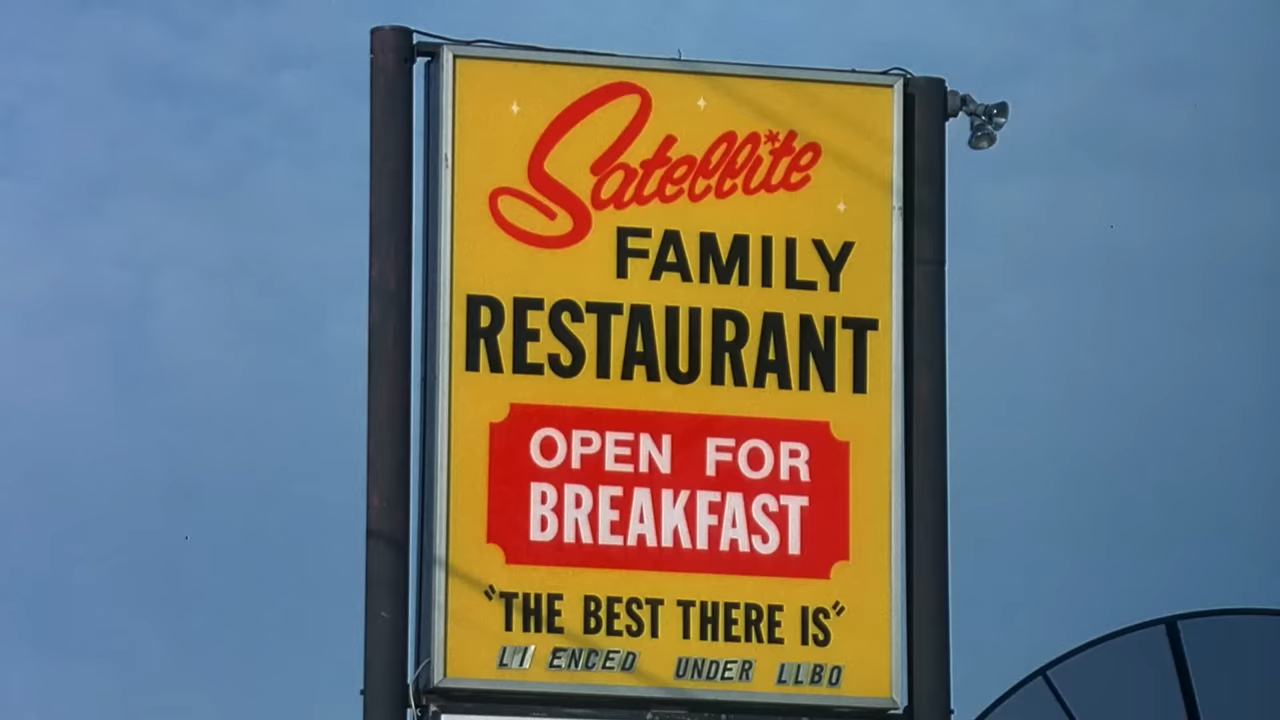 Satellite
FAMILY
RESTAURANT
OPEN FOR
BREAKFAST
"THE BEST THERE IS"
LI ENCED UNDER LLBO